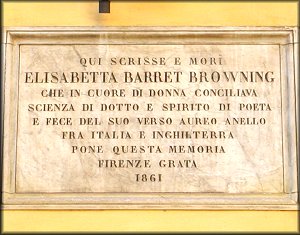 QUI SCRISSE E MORÌ
ELISABETTA BARRET BROWNING
CHE IN CUORE DI DONNA CONCILIAVA
SCIENZA DI DOTTO E SPIRITO DI POETA
E FECE DEL SUO VERSO AUREO ANELLO
FRA ITALIA E INGHILTERRA
PONE QUESTA MEMORIA
FIRENZE GRATA
1861